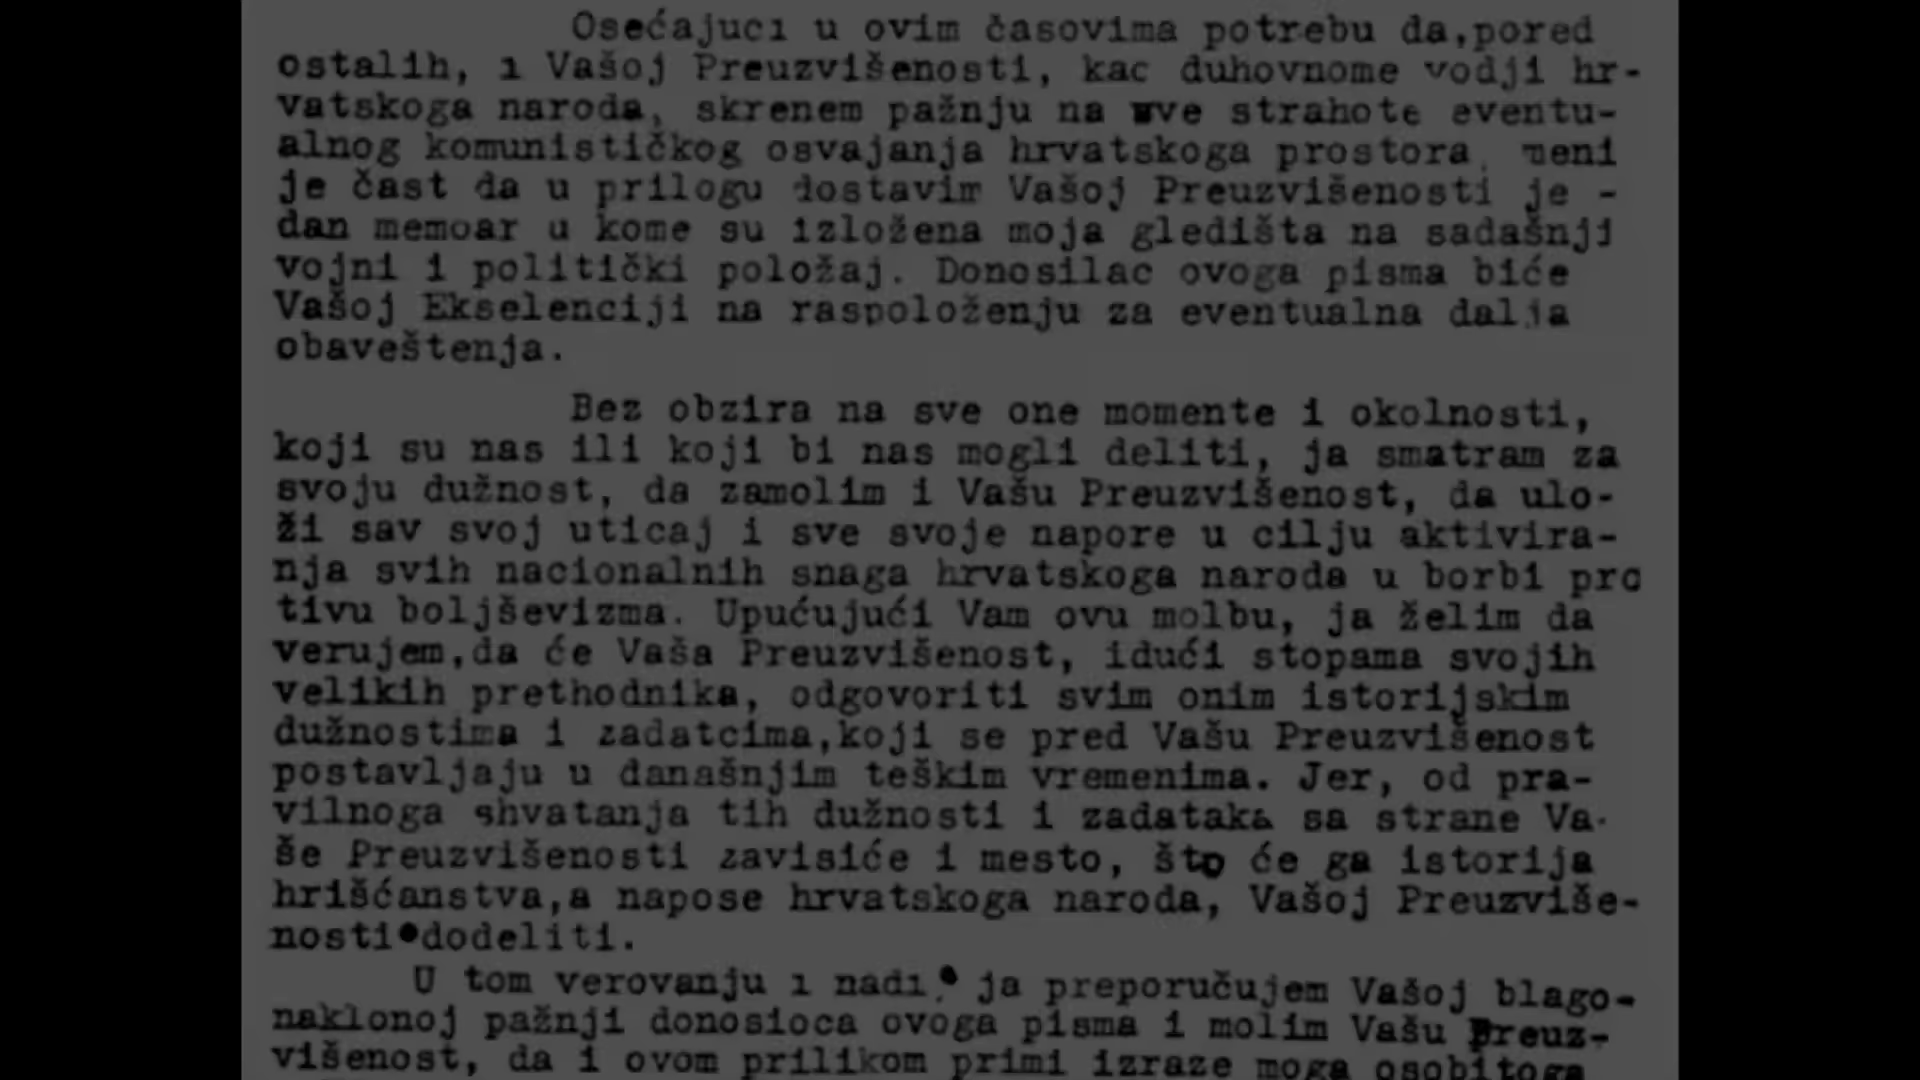 Osećajući u ovim časovima potrebu da,pored
ostalih, i Vašoj Preuzvišenosti, kao duhovnome vodji hr-
vatskoga naroda, skrenem pažnju na sve strahote eventu-
alnog komunističkog osvajanja hrvatskoga prostora, meni
je čast da u prilogu dostavim Vašoj Preuzvišenosti je -
dan memoar u kome su izložena moja gledišta na sadašnji
vojni i politički položaj. Donosilac ovoga pisma biće
Vašoj Ekselenciji na raspoloženju za eventualna dalja
obaveštenja.
Bez obzira na sve one momente i okolnosti,
koji su nas ili koji bi nas mogli deliti, ja smatram za
svoju dužnost, da zamolim i Vašu Preuzvišenost, da ulo-
ži sav svoj uticaj i sve svoje napore u cilju aktivira-
nja svih nacionalnih snaga hrvatskoga naroda u borbi pro
tivu boljševizma. Upućujući Vam ovu molbu, ja želim da
verujem,da će Vaša Preuzvišenost, idući stopama svojih
velikih prethodnika, odgovoriti svim onim istorijskim
dužnostima i zadatcima,koji se pred Vašu Preuzvišenost
postavljaju u današnjim teškim vremenima. Jer, od pra-
vilnoga shvatanja tih dužnosti i zadataka sa strane Va-
še Preuzvišenosti zavisiće i mesto, što će ga istorija
hrišćanstva,a napose hrvatskoga naroda, Vašoj Preuzviše-
nosti dodeliti.
U tom verovanju i nadi, ja preporučujem Vašoj blago-
naklonoj pažnji donosioca ovoga pisma i molim Vašu Preuz-
višenost, da i ovom prilikom primi izraze moga osobitoga